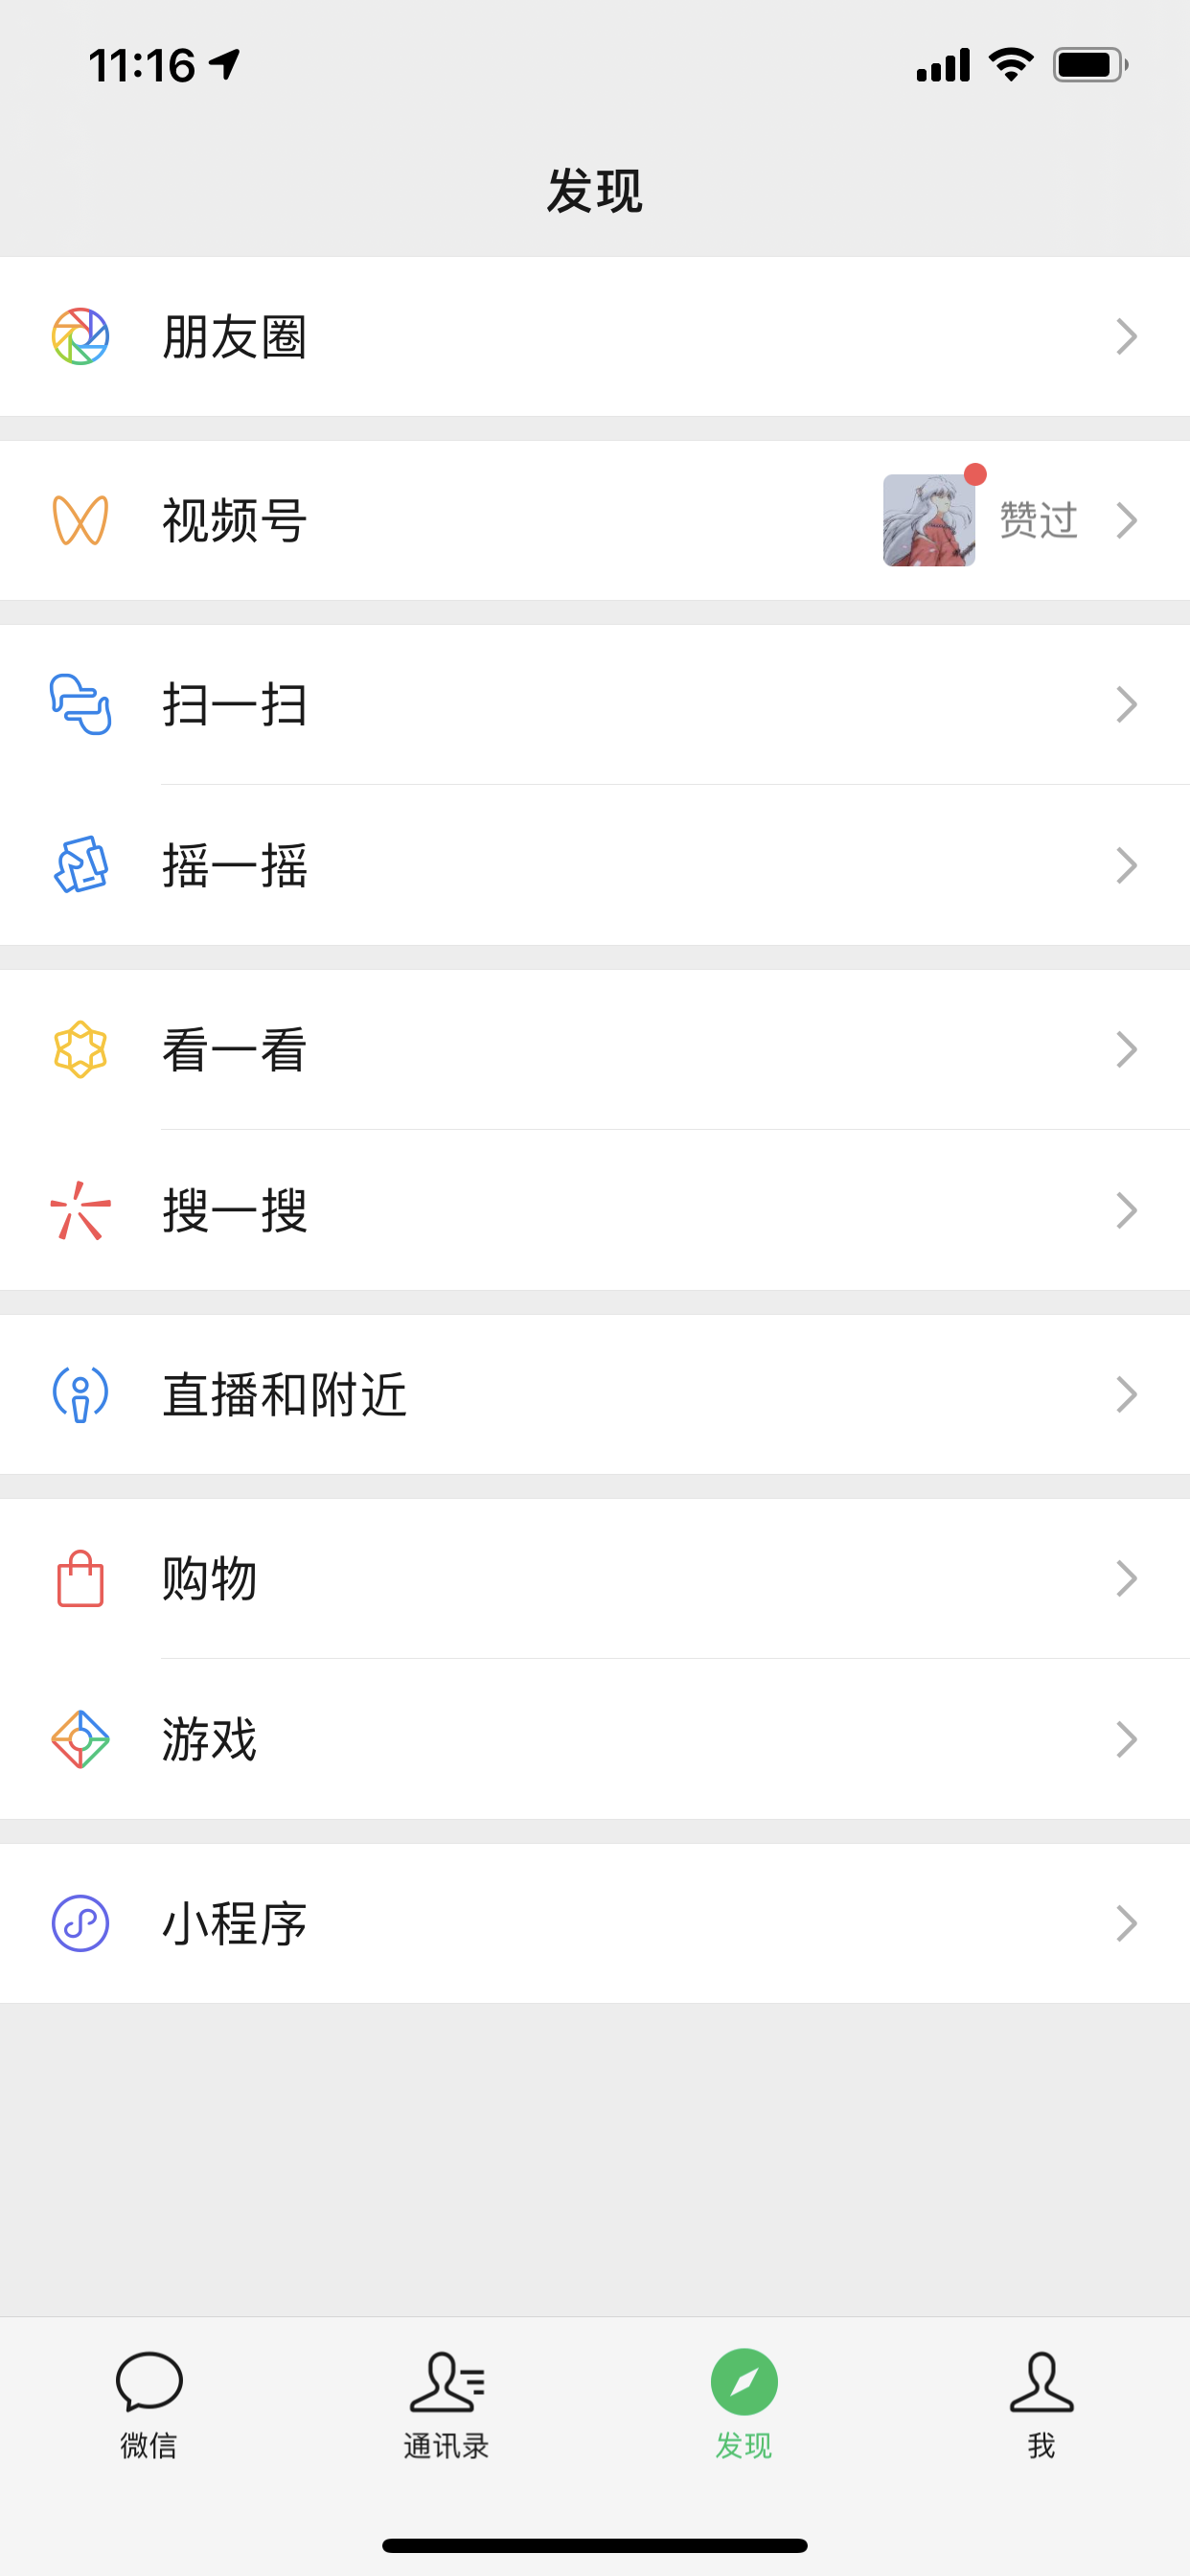 11:16
发现
朋友圈
视频号
赞过
扫一扫
摇一摇
看一看
搜一搜
直播和附近
购物
游戏
小程序
微信
通讯录
发现
我